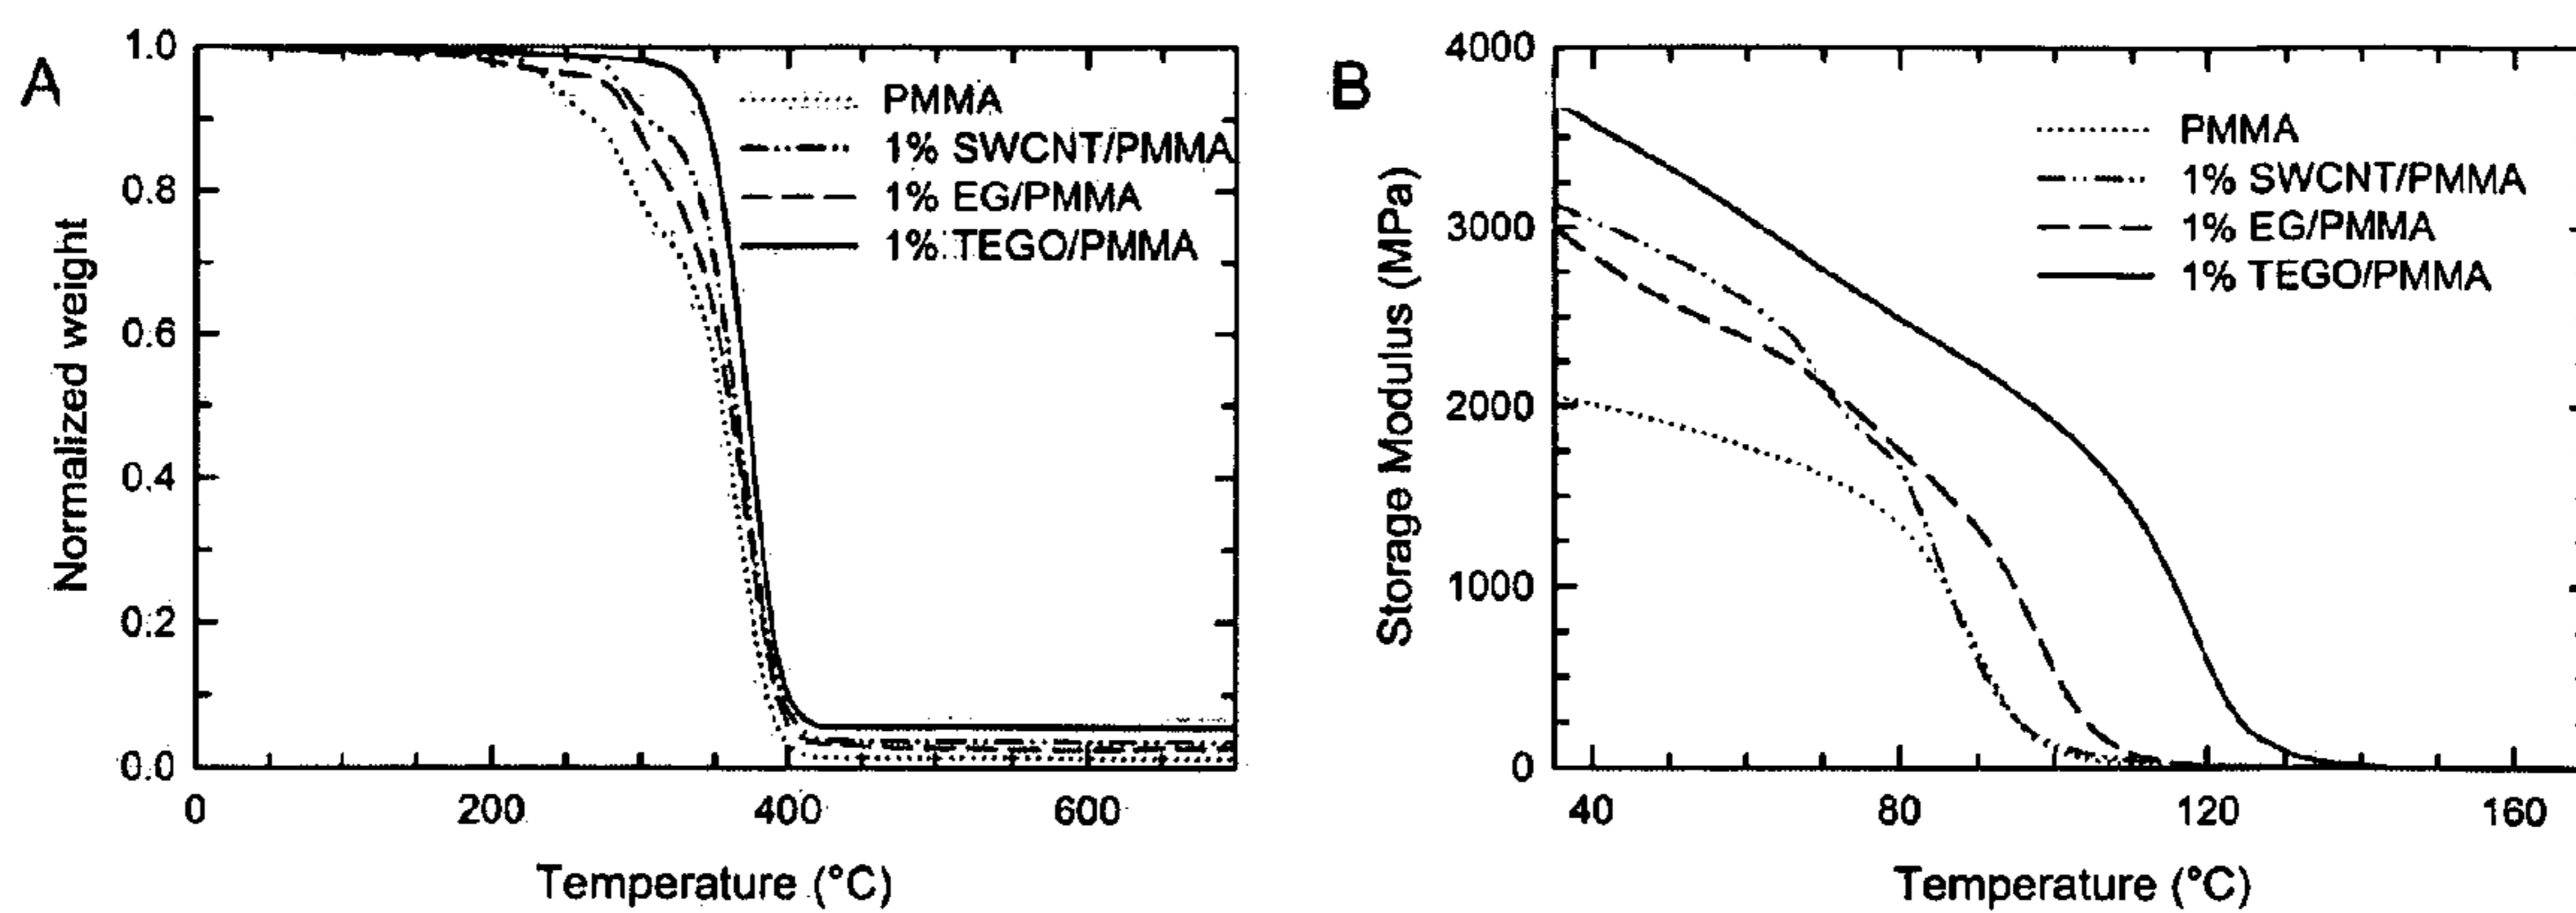 A
Normalized weight
1.0
0.8
0.6
0.4
0.2
0.0
0
200
400
600
Temperature (°C)
PMMA
1% SWCNT/PMMA
1% EG/PMMA
1% TEGO/PMMA
B
Storage Modulus (MPa)
4000
3000
2000
1000
0
40
80
120
160
Temperature (°C)
PMMA
1% SWCNT/PMMA
1% EG/PMMA
1% TEGO/PMMA